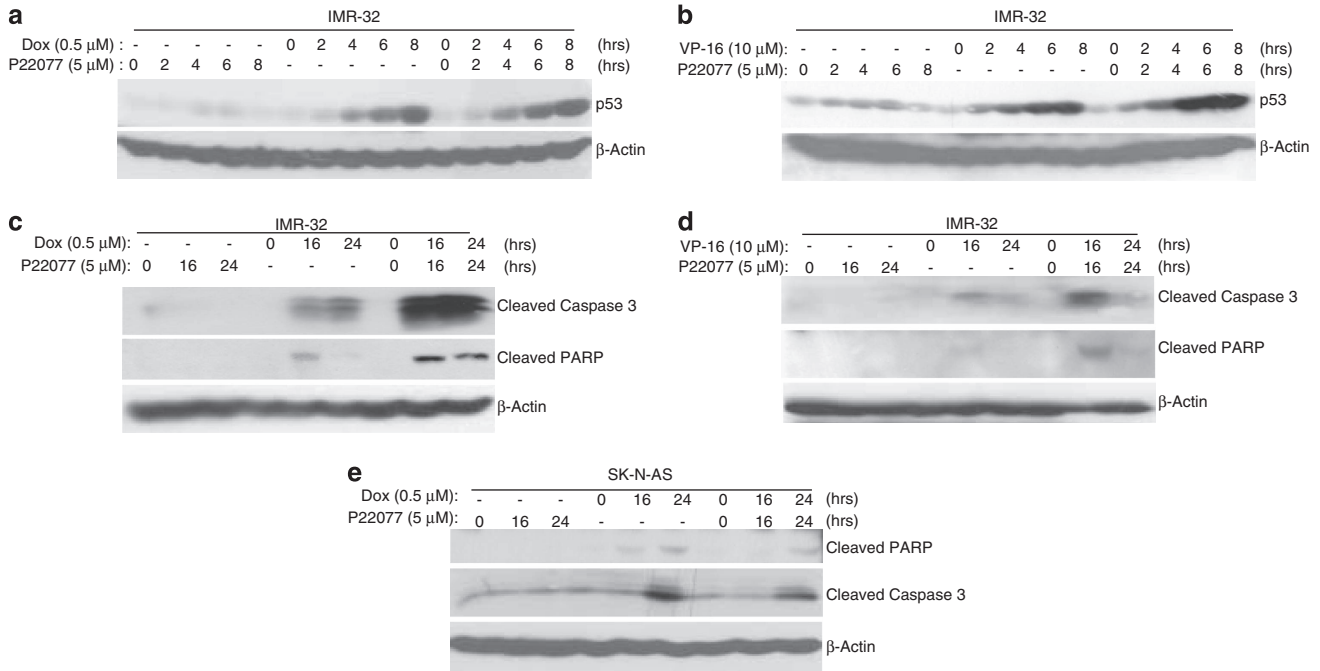 a
IMR-32
Dox (0.5 μM) : - - - - - 0 2 4 6 8 0 2 4 6 8 (hrs)
P22077 (5 μM) : 0 2 4 6 8 - - - - - 0 2 4 6 8 (hrs)
p53
β-Actin
b
IMR-32
VP-16 (10 μM): - - - - - 0 2 4 6 8 0 2 4 6 8 (hrs)
P22077 (5 μM): 0 2 4 6 8 - - - - - 0 2 4 6 8 (hrs)
p53
β-Actin
c
IMR-32
Dox (0.5 μM): - - - 0 16 24 0 16 24 (hrs)
P22077 (5 μM): 0 16 24 - - - 0 16 24 (hrs)
Cleaved Caspase 3
Cleaved PARP
β-Actin
d
IMR-32
VP-16 (10 μM): - - - 0 16 24 0 16 24 (hrs)
P22077 (5 μM): 0 16 24 - - - 0 16 24 (hrs)
Cleaved Caspase 3
Cleaved PARP
β-Actin
e
SK-N-AS
Dox (0.5 μM): - - - 0 16 24 0 16 24 (hrs)
P22077 (5 μM): 0 16 24 - - - 0 16 24 (hrs)
Cleaved PARP
Cleaved Caspase 3
β-Actin